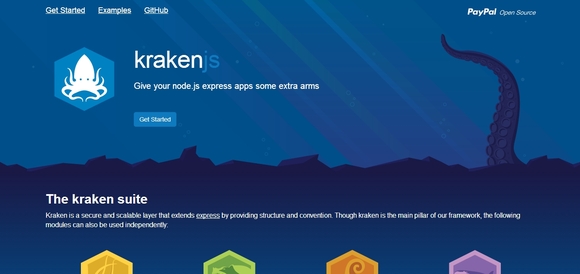 Get Started Examples GitHub PayPal Open Source
krakenjs
Give your node.js express apps some extra arms
Get Started
The kraken suite
Kraken is a secure and scalable layer that extends express by providing structure and convention. Though kraken is the main pillar of our framework, the following
modules can also be used independently.